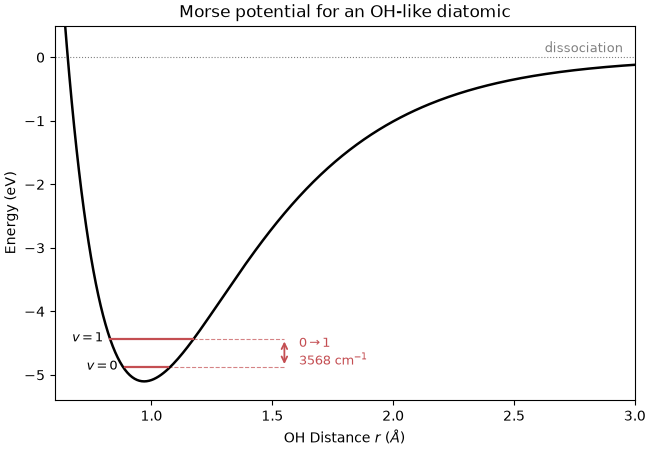 Morse potential for an OH-like diatomic
dissociation
Energy (eV)
0
−1
−2
−3
−4
−5
v = 1
v = 0
0→1
3568 cm⁻¹
1.0 1.5 2.0 2.5 3.0
OH Distance r (Å)